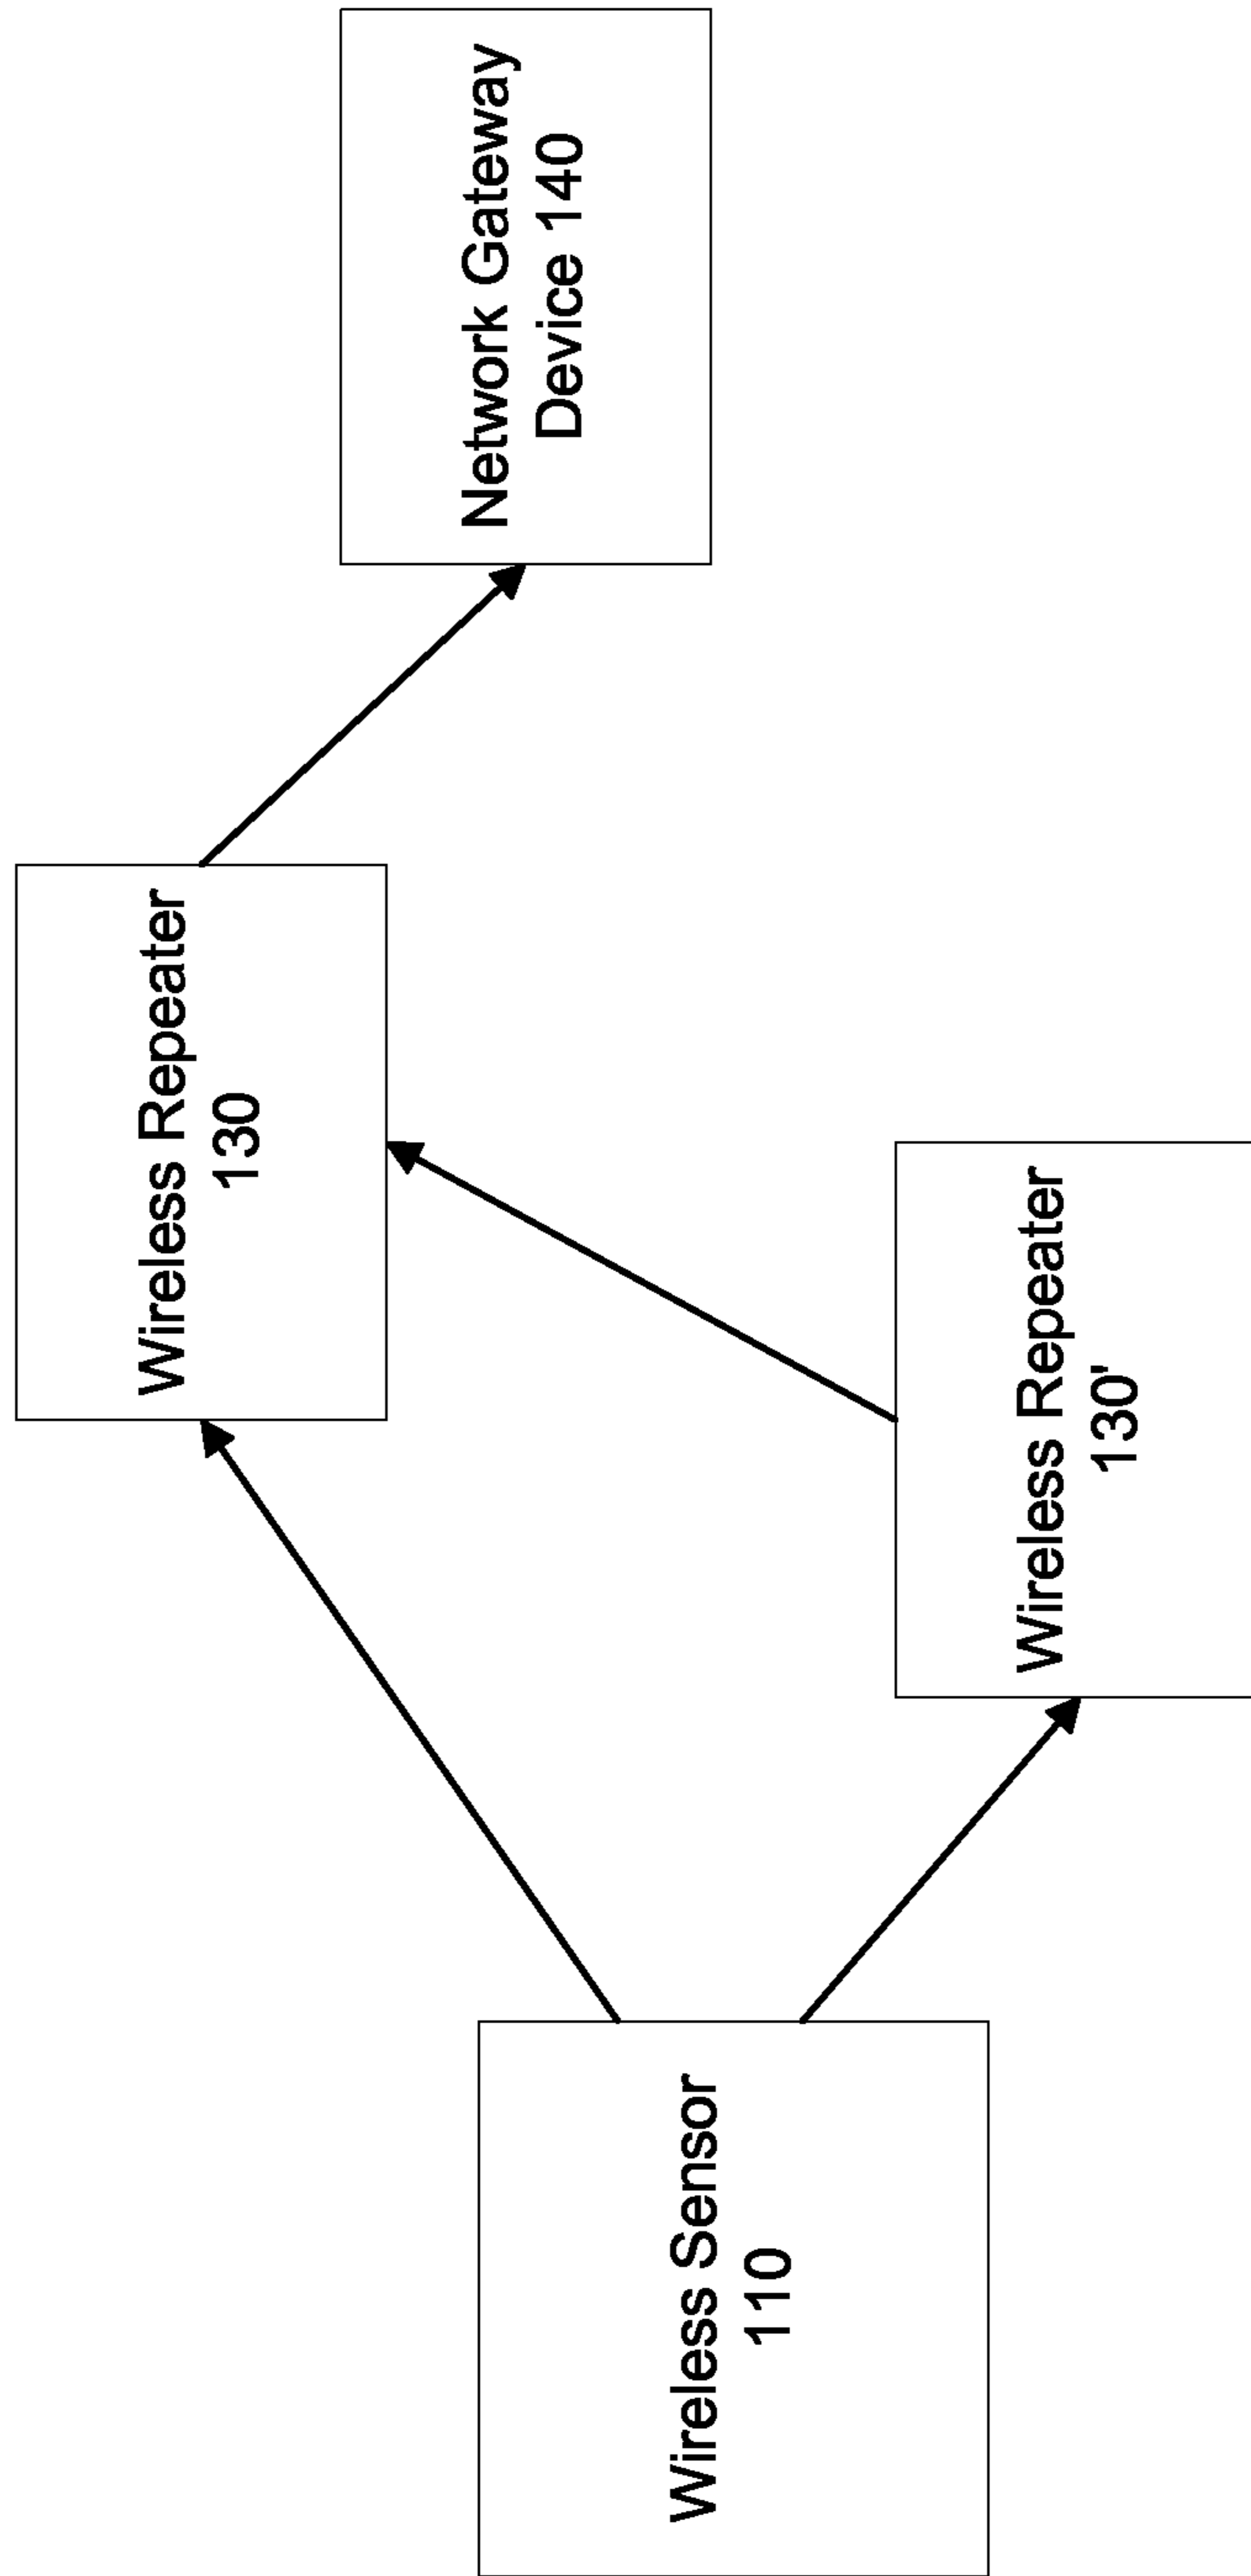 Wireless Sensor
110
Wireless Repeater
130
Wireless Repeater
130'
Network Gateway
Device 140